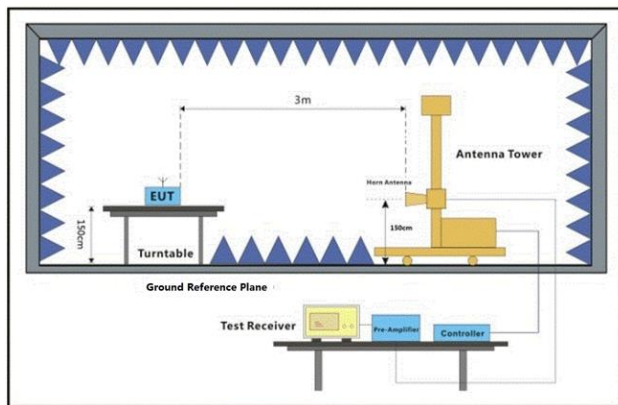 3m
Antenna Tower
Horn Antenna
EUT
150cm
150cm
Turntable
Ground Reference Plane
Test Receiver
Pre-Amplifier
Controller